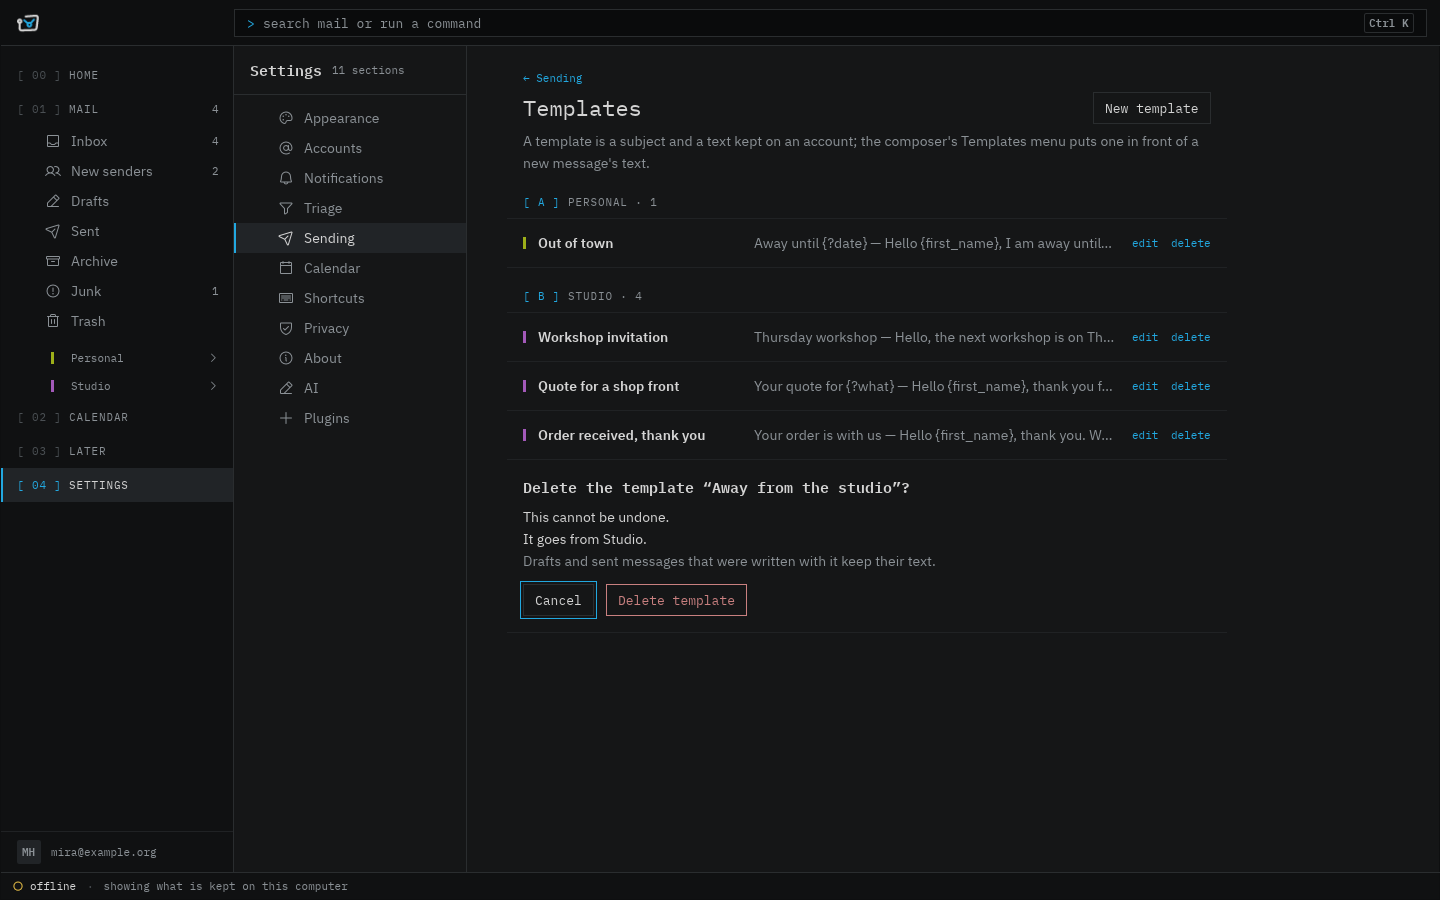 > search mail or run a command
Ctrl K
[ 00 ] HOME
[ 01 ] MAIL 4
Inbox 4
New senders 2
Drafts
Sent
Archive
Junk 1
Trash
Personal
Studio
[ 02 ] CALENDAR
[ 03 ] LATER
[ 04 ] SETTINGS
MH mira@example.org
Settings 11 sections
Appearance
Accounts
Notifications
Triage
Sending
Calendar
Shortcuts
Privacy
About
AI
Plugins
← Sending
Templates
New template
A template is a subject and a text kept on an account; the composer's Templates menu puts one in front of a
new message's text.
[ A ] PERSONAL · 1
Out of town Away until {?date} — Hello {first_name}, I am away until... edit delete
[ B ] STUDIO · 4
Workshop invitation Thursday workshop — Hello, the next workshop is on Th... edit delete
Quote for a shop front Your quote for {?what} — Hello {first_name}, thank you f... edit delete
Order received, thank you Your order is with us — Hello {first_name}, thank you. W... edit delete
Delete the template “Away from the studio”?
This cannot be undone.
It goes from Studio.
Drafts and sent messages that were written with it keep their text.
Cancel
Delete template
offline · showing what is kept on this computer